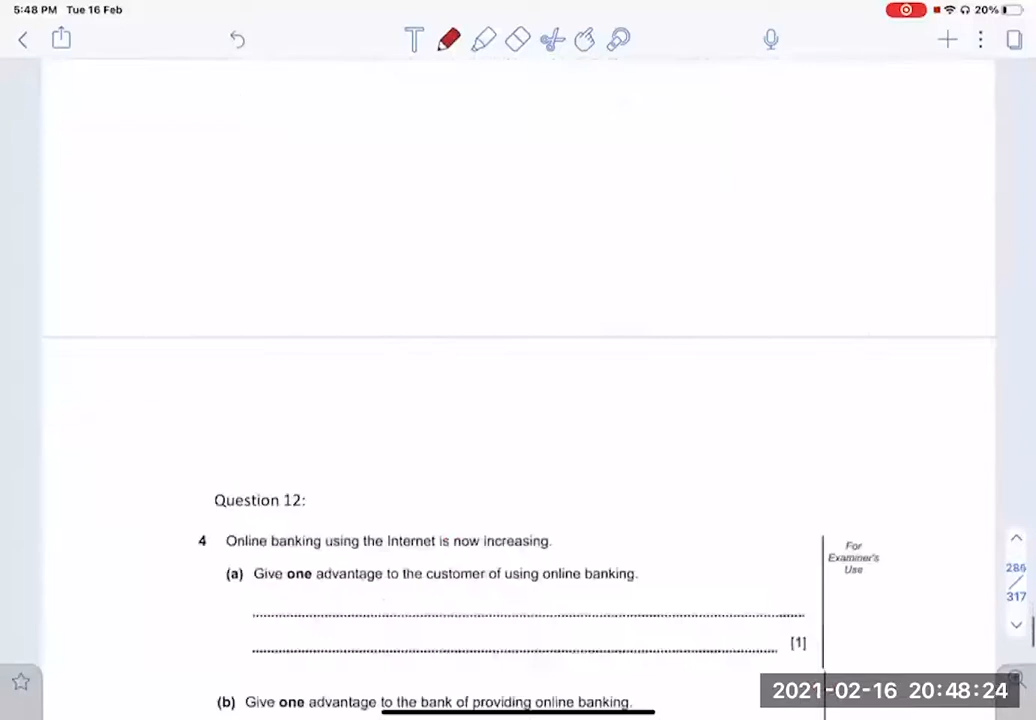 5:48 PM Tue 16 Feb
20%
T
Question 12:
4 Online banking using the Internet is now increasing.
For
Examiner's
Use
(a) Give one advantage to the customer of using online banking.
[1]
(b) Give one advantage to the bank of providing online banking.
286
317
2021-02-16 20:48:24